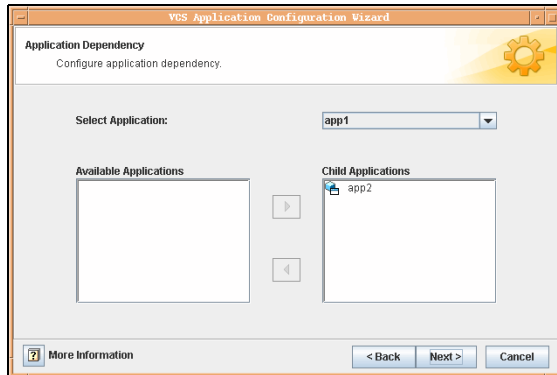 VCS Application Configuration Wizard
Application Dependency
Configure application dependency.
Select Application:
app1
Available Applications
Child Applications
app2
More Information
< Back
Next >
Cancel